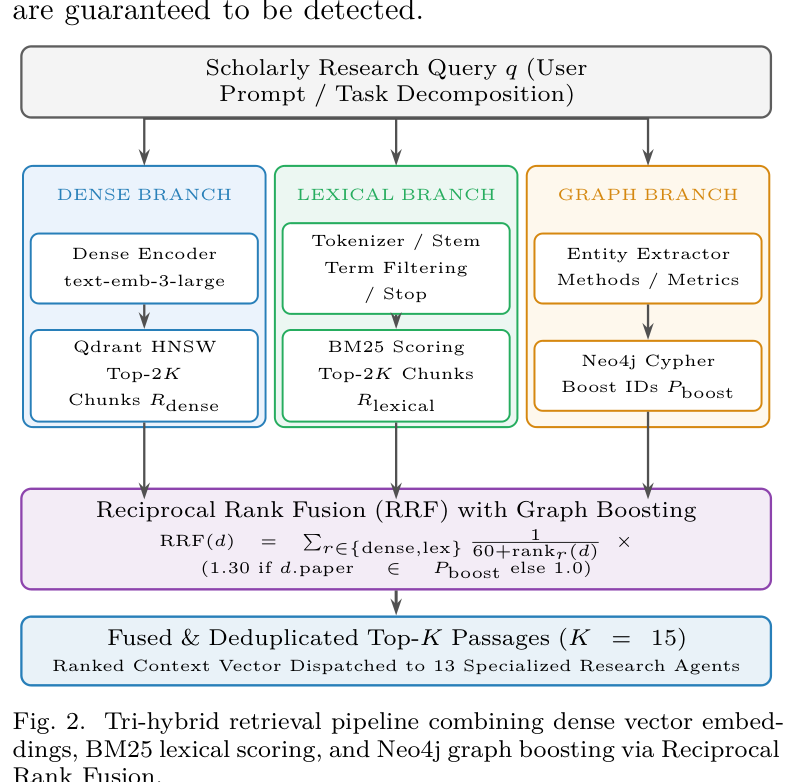 are guaranteed to be detected.
Scholarly Research Query q (User
Prompt / Task Decomposition)
DENSE BRANCH
Dense Encoder
text-emb-3-large
Qdrant HNSW
Top-2K
Chunks R_dense
LEXICAL BRANCH
Tokenizer / Stem
Term Filtering
/ Stop
BM25 Scoring
Top-2K Chunks
R_lexical
GRAPH BRANCH
Entity Extractor
Methods / Metrics
Neo4j Cypher
Boost IDs P_boost
Reciprocal Rank Fusion (RRF) with Graph Boosting
RRF(d) = ∑_{r∈{dense,lex}} 1/(60+rank_r(d)) ×
(1.30 if d.paper ∈ P_boost else 1.0)
Fused & Deduplicated Top-K Passages (K = 15)
Ranked Context Vector Dispatched to 13 Specialized Research Agents
Fig. 2. Tri-hybrid retrieval pipeline combining dense vector embed-
dings, BM25 lexical scoring, and Neo4j graph boosting via Reciprocal
Rank Fusion.